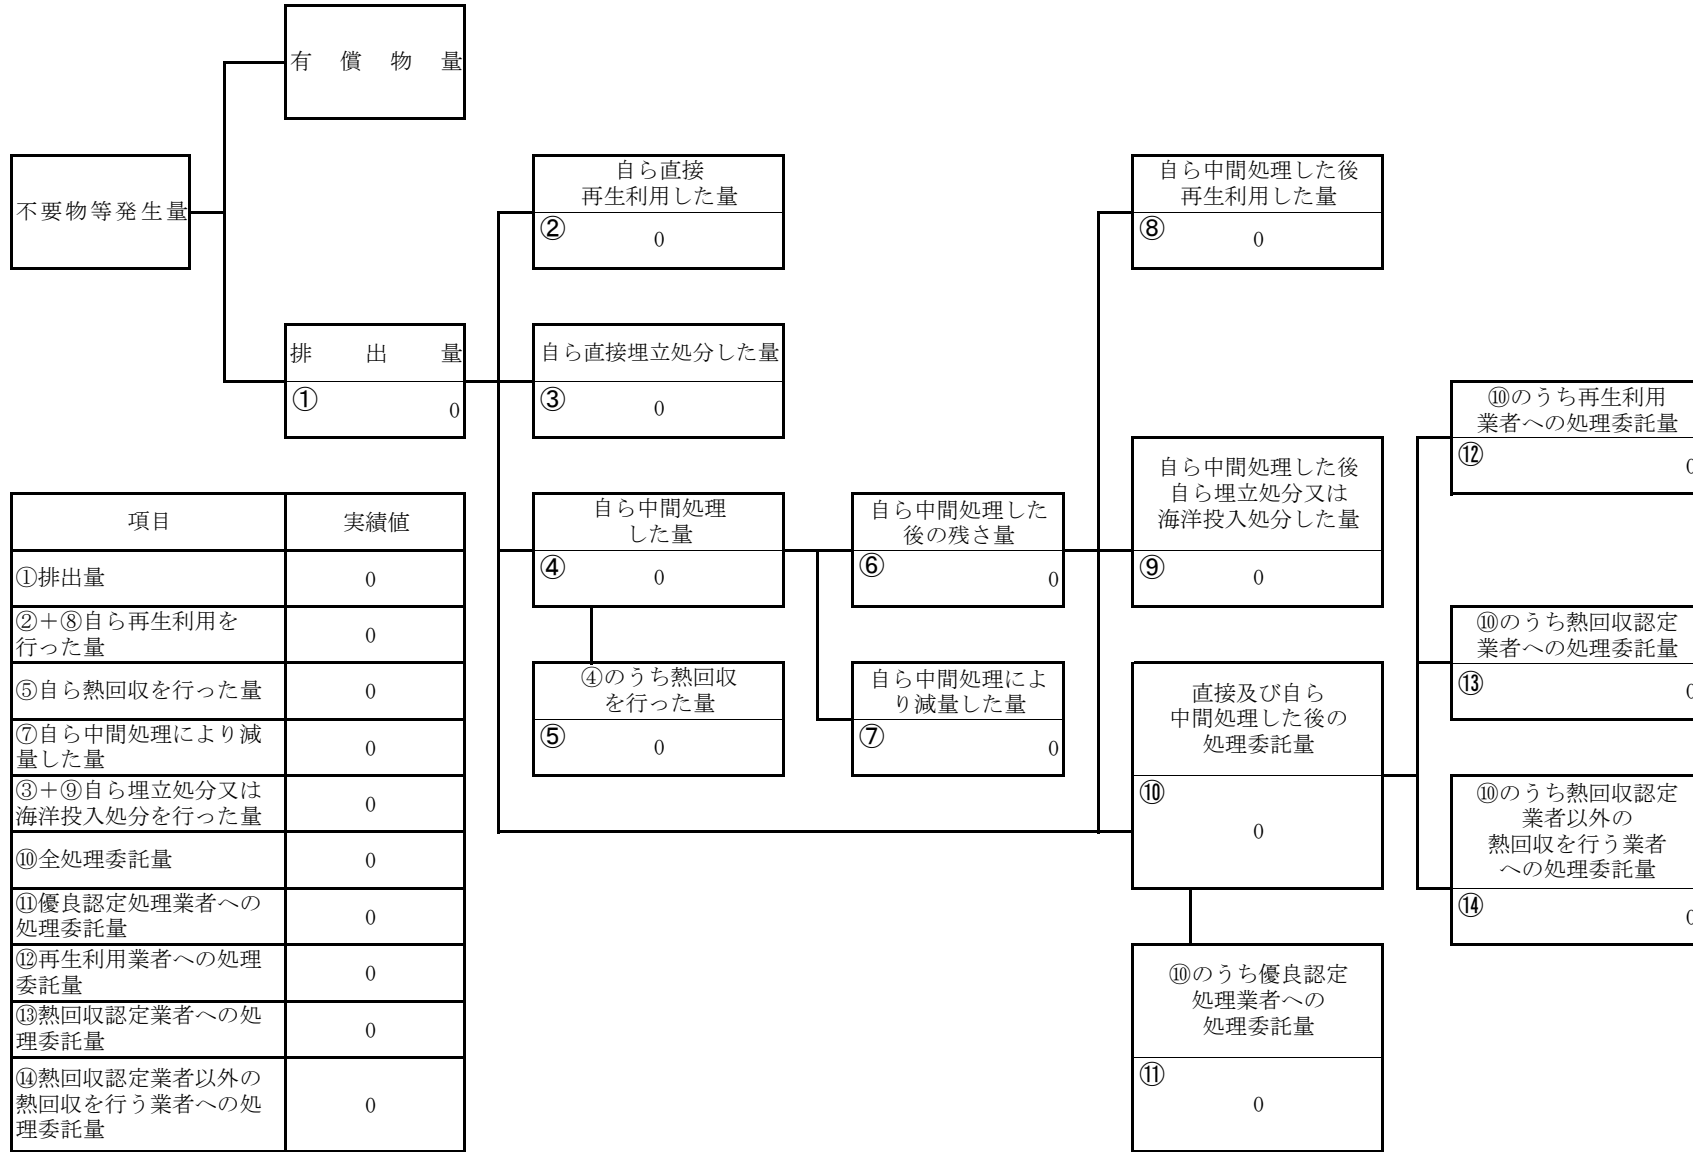 有償物量
不要物等発生量
排出量
①
0
自ら直接
再生利用した量
②
0
自ら直接埋立処分した量
③
0
自ら中間処理
した量
④
0
④のうち熱回収
を行った量
⑤
0
自ら中間処理した
後の残さ量
⑥
0
自ら中間処理によ
り減量した量
⑦
0
自ら中間処理した後
再生利用した量
⑧
0
自ら中間処理した後
自ら埋立処分又は
海洋投入処分した量
⑨
0
直接及び自ら
中間処理した後の
処理委託量
⑩
0
⑩のうち優良認定
処理業者への
処理委託量
⑪
0
⑩のうち再生利用
業者への処理委託量
⑫
0
⑩のうち熱回収認定
業者への処理委託量
⑬
0
⑩のうち熱回収認定
業者以外の
熱回収を行う業者
への処理委託量
⑭
0
項目 実績値
①排出量 0
②＋⑧自ら再生利用を
行った量 0
⑤自ら熱回収を行った量 0
⑦自ら中間処理により減
量した量 0
③＋⑨自ら埋立処分又は
海洋投入処分を行った量 0
⑩全処理委託量 0
⑪優良認定処理業者への
処理委託量 0
⑫再生利用業者への処理
委託量 0
⑬熱回収認定業者への処
理委託量 0
⑭熱回収認定業者以外の
熱回収を行う業者への処
理委託量 0